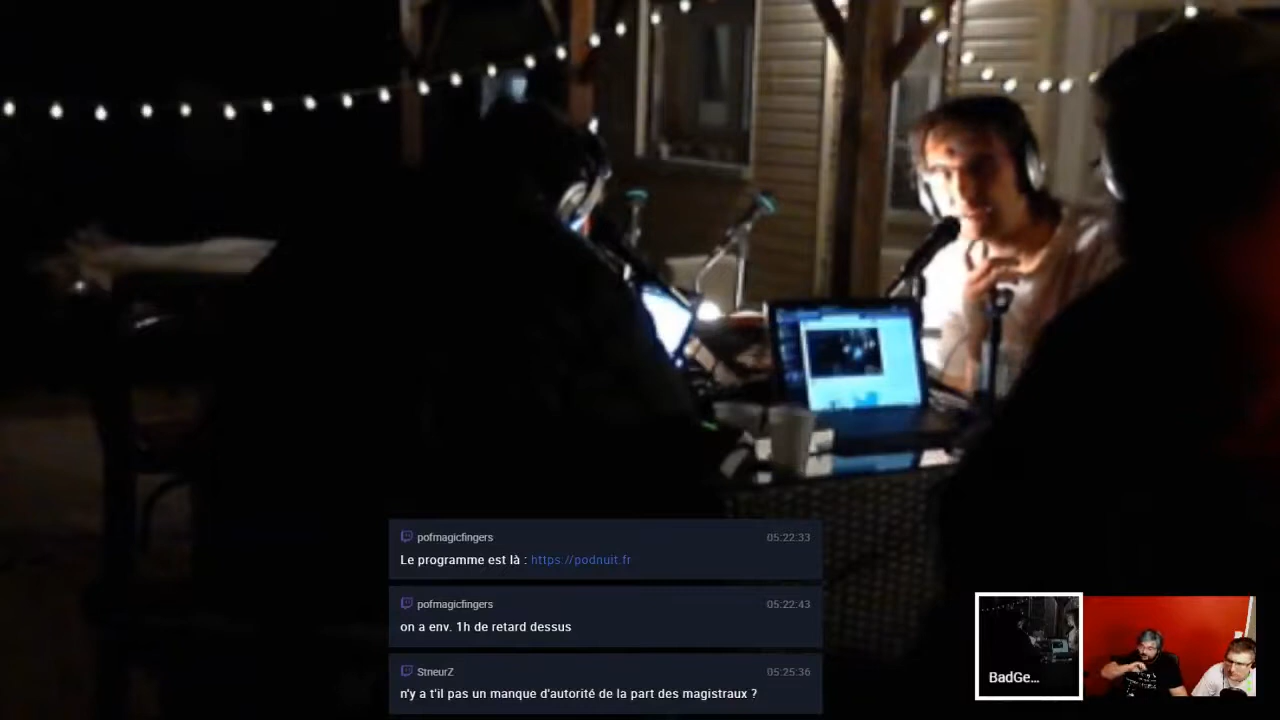 pofmagicfingers 05:22:33
Le programme est là : https://podnuit.fr
pofmagicfingers 05:22:43
on a env. 1h de retard dessus
StneurZ 05:25:36
n'y a t'il pas un manque d'autorité de la part des magistraux ?
BadGe...